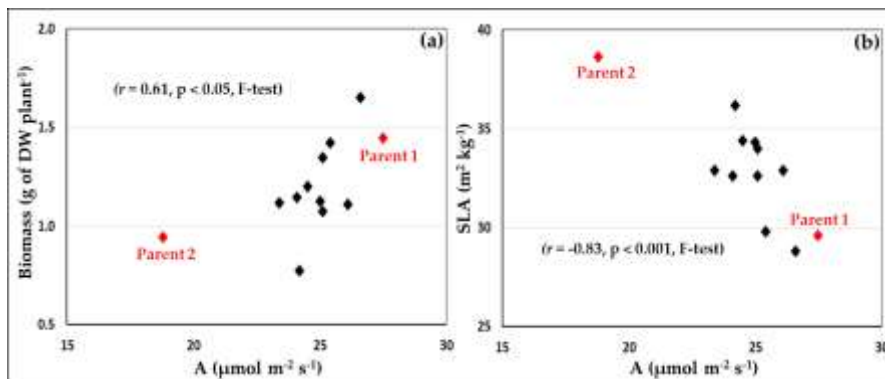 (a)
Biomass (g of DW plant⁻¹)
2.0
1.5
1.0
0.5
(r = 0.61, p < 0.05, F-test)
Parent 1
Parent 2
15 20 25 30
A (µmol m⁻² s⁻¹)
(b)
SLA (m² kg⁻¹)
40
35
30
25
Parent 2
Parent 1
(r = -0.83, p < 0.001, F-test)
15 20 25 30
A (µmol m⁻² s⁻¹)